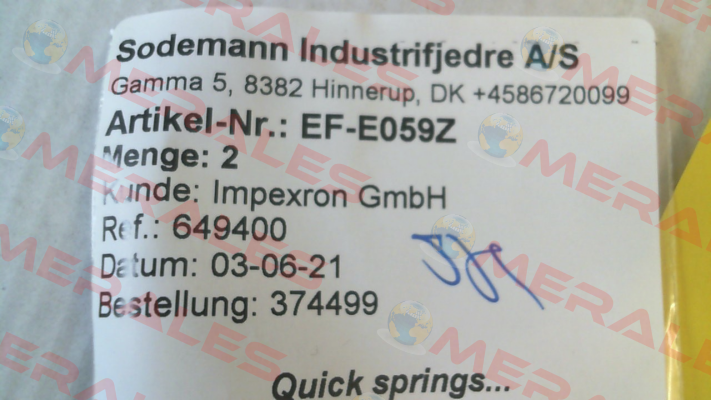 Sodemann Industrifjedre A/S
Gamma 5, 8382 Hinnerup, DK +4586720099
Artikel-Nr.: EF-E059Z
Menge: 2
Kunde: Impexron GmbH
Ref.: 649400
Datum: 03-06-21
Bestellung: 374499
Quick springs...
MERALES